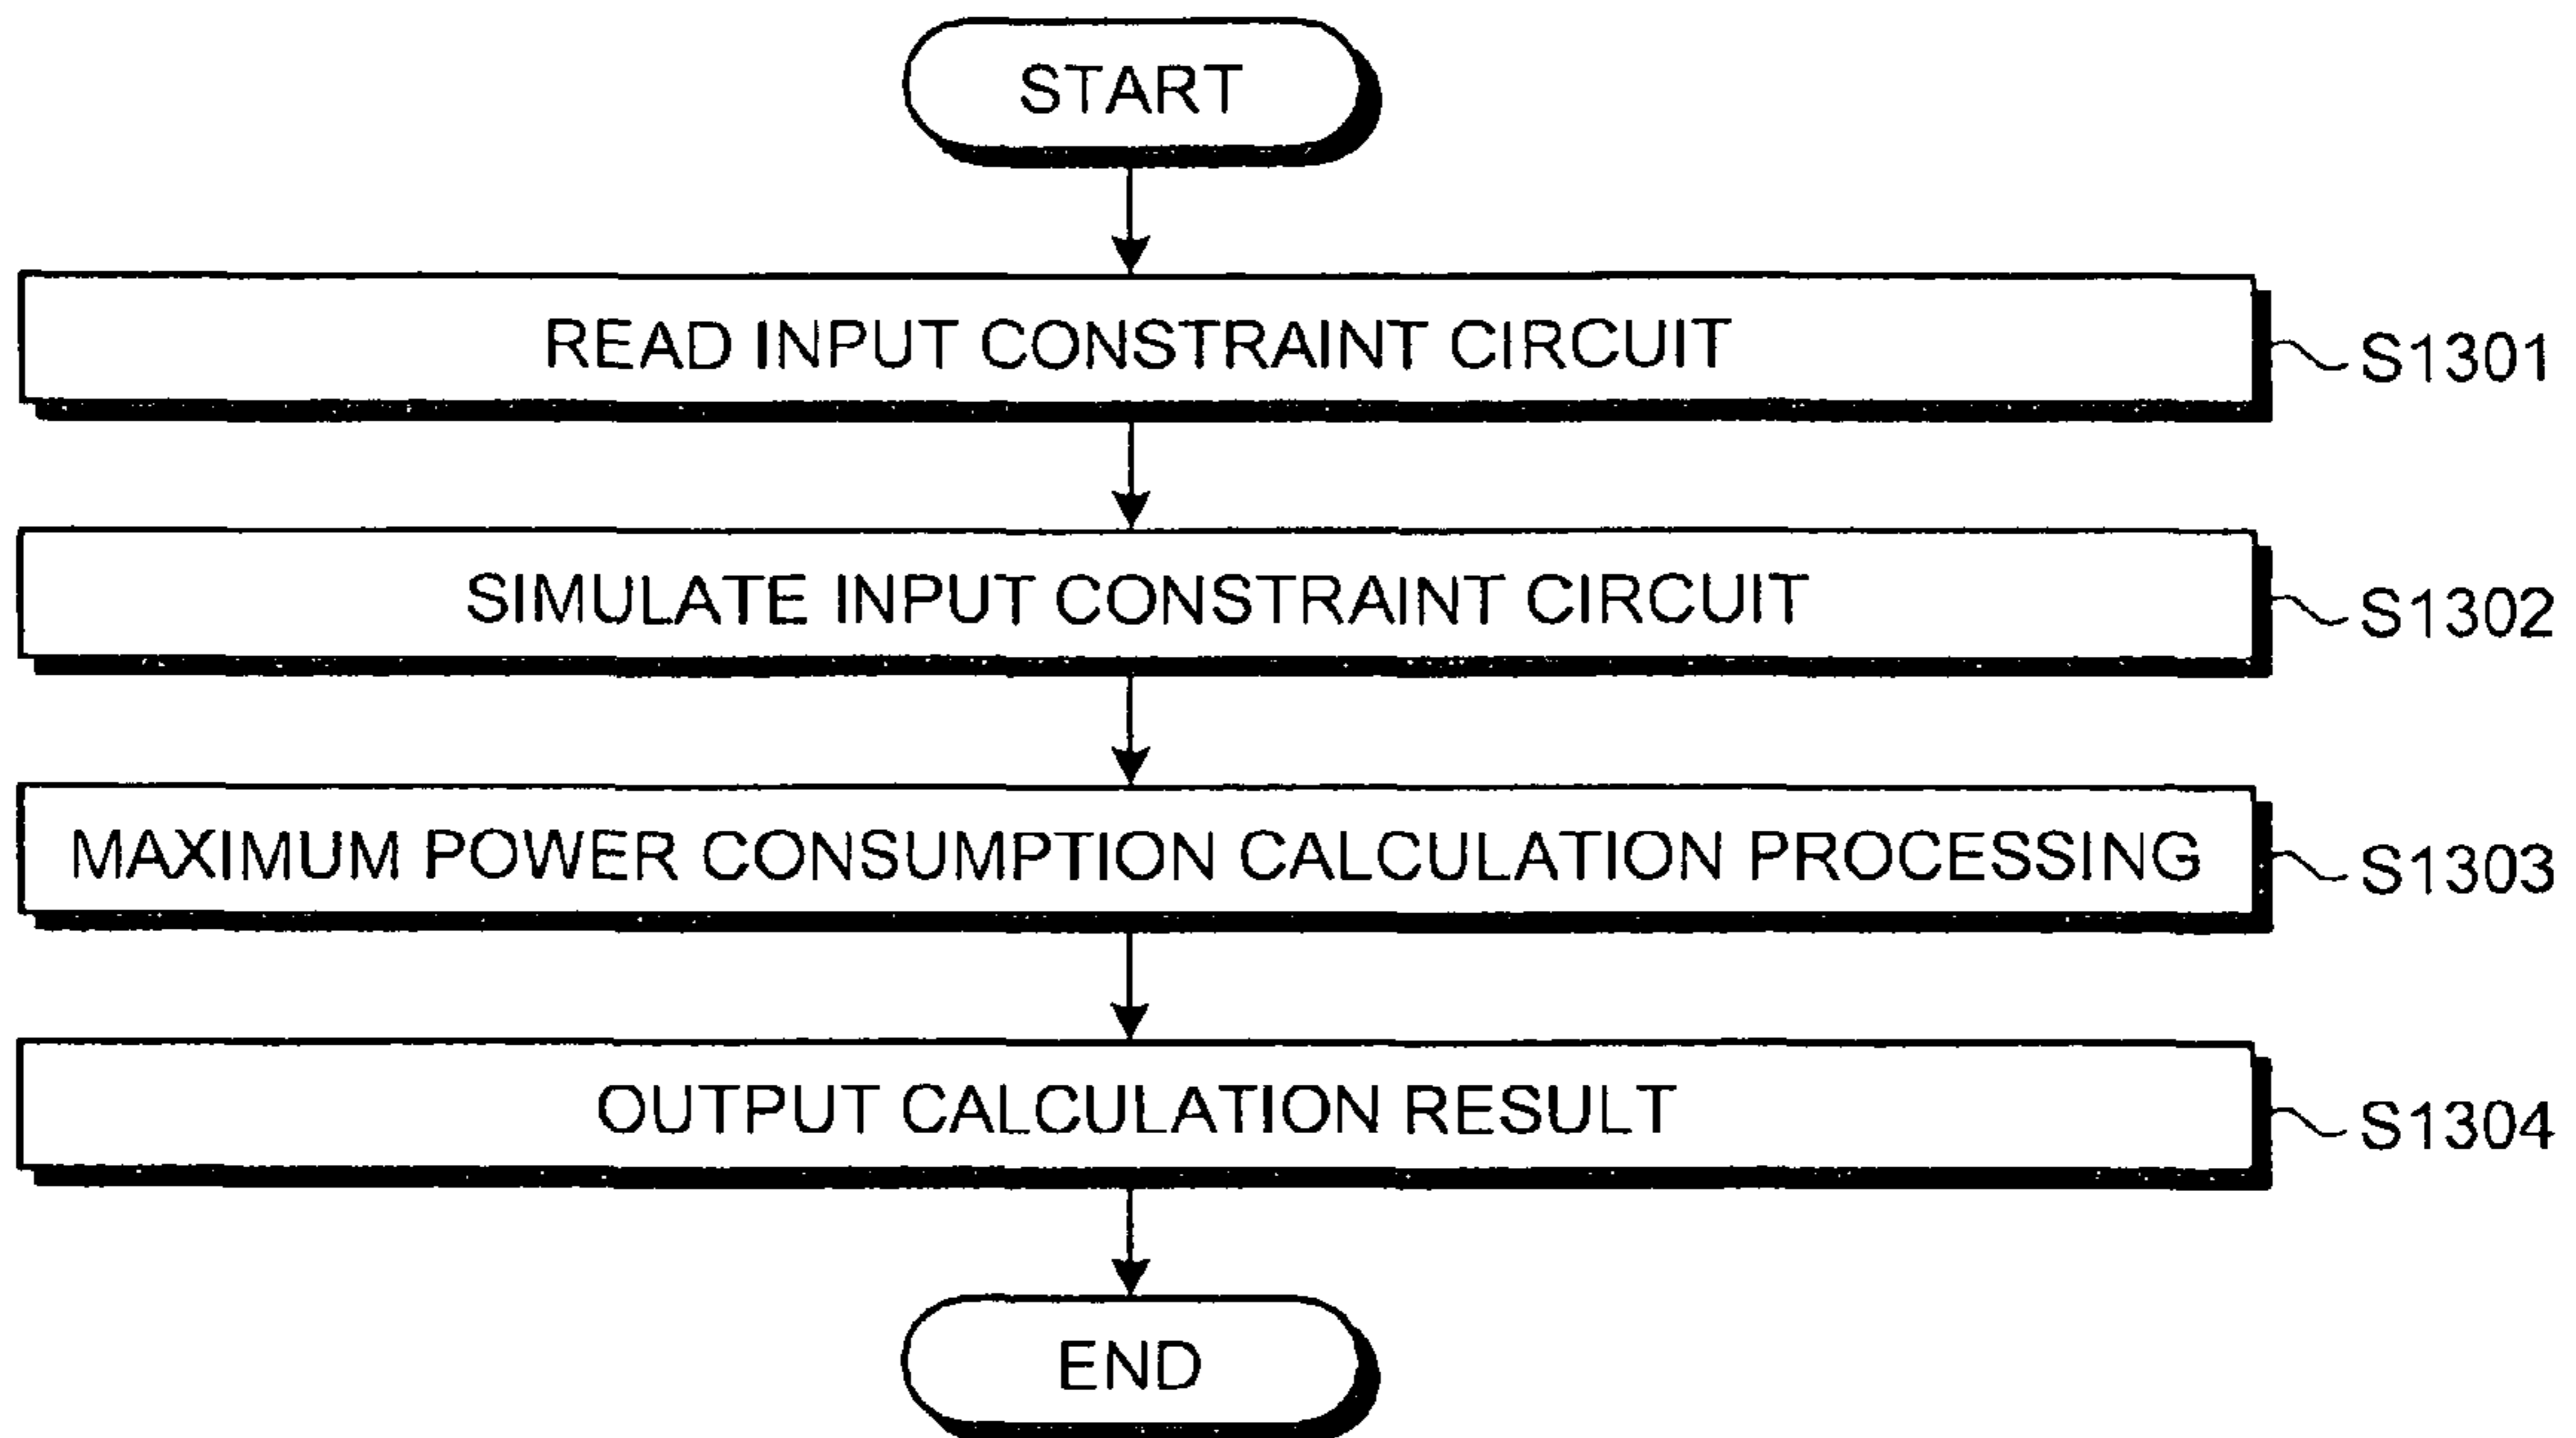 START
READ INPUT CONSTRAINT CIRCUIT
S1301
SIMULATE INPUT CONSTRAINT CIRCUIT
S1302
MAXIMUM POWER CONSUMPTION CALCULATION PROCESSING
S1303
OUTPUT CALCULATION RESULT
S1304
END